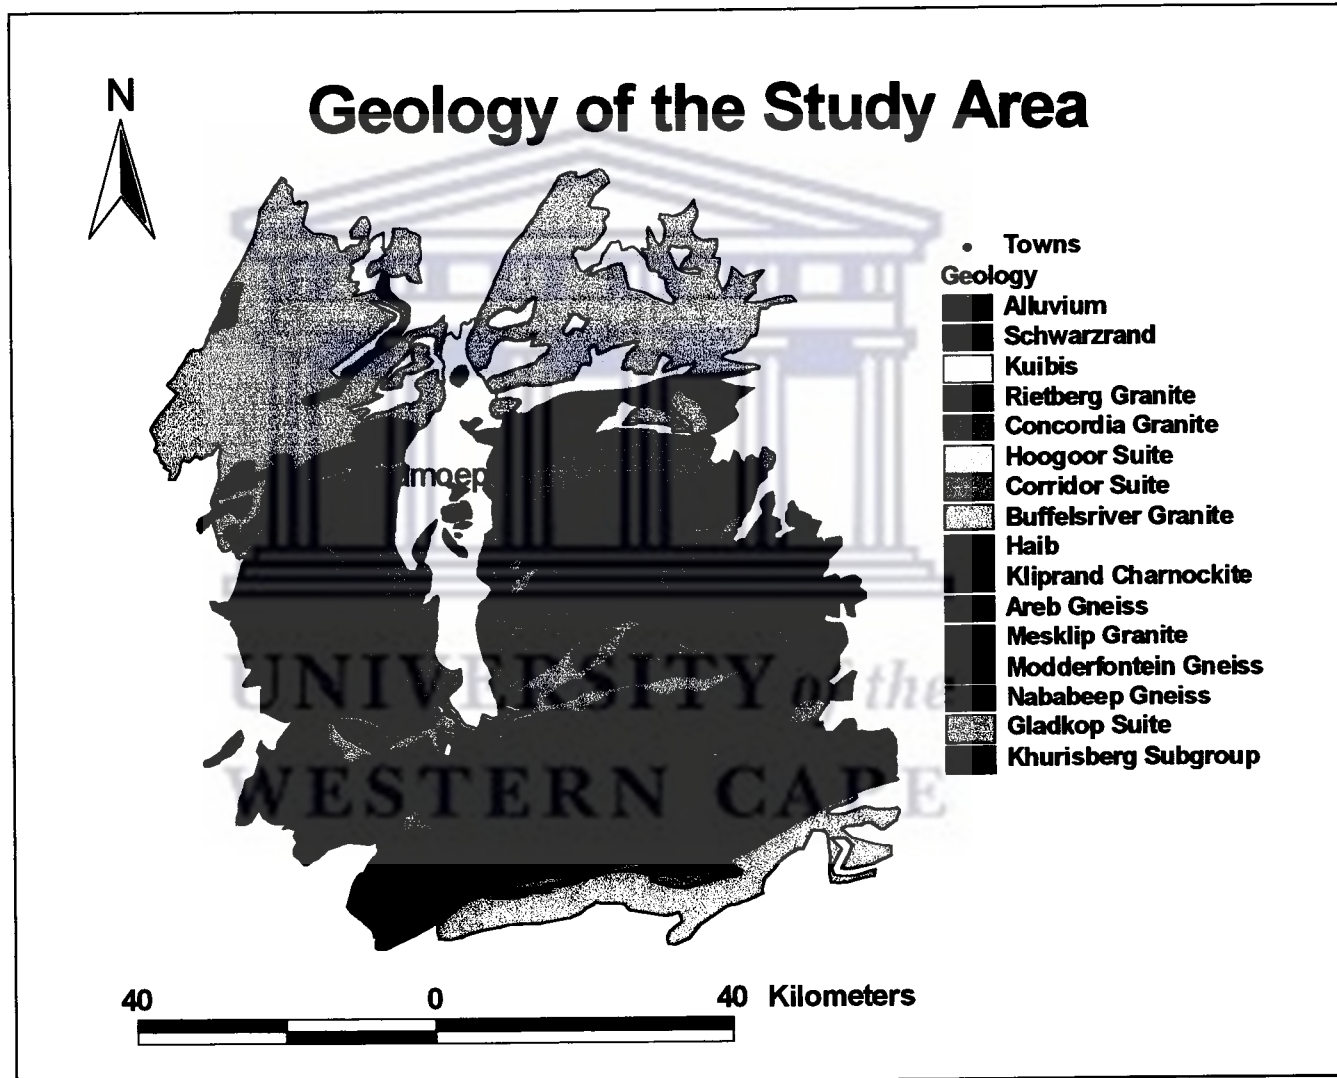 N
Geology of the Study Area
Towns
Geology
Alluvium
Schwarzrand
Kuibis
Rietberg Granite
Concordia Granite
Hoogoor Suite
Corridor Suite
Buffelsriver Granite
Haib
Kliprand Charnockite
Areb Gneiss
Mesklip Granite
Modderfontein Gneiss
Nababeep Gneiss
Gladkop Suite
Khurisberg Subgroup
UNIVERSITY of the
WESTERN CAPE
40 0 40 Kilometers